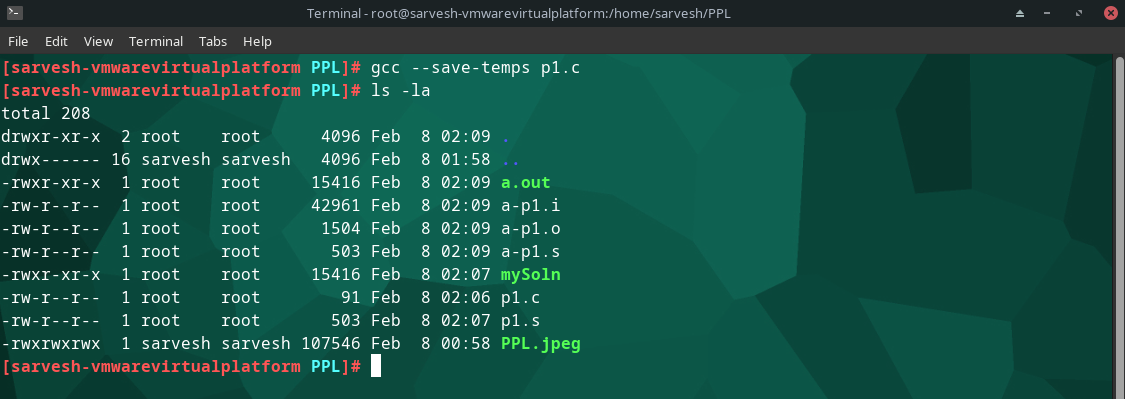 Terminal - root@sarvesh-vmwarevirtualplatform:/home/sarvesh/PPL
File Edit View Terminal Tabs Help
[sarvesh-vmwarevirtualplatform PPL]# gcc --save-temps p1.c
[sarvesh-vmwarevirtualplatform PPL]# ls -la
total 208
drwxr-xr-x  2 root    root      4096 Feb  8 02:09 .
drwx------ 16 sarvesh sarvesh   4096 Feb  8 01:58 ..
-rwxr-xr-x  1 root    root     15416 Feb  8 02:09 a.out
-rw-r--r--  1 root    root     42961 Feb  8 02:09 a-p1.i
-rw-r--r--  1 root    root      1504 Feb  8 02:09 a-p1.o
-rw-r--r--  1 root    root       503 Feb  8 02:09 a-p1.s
-rwxr-xr-x  1 root    root     15416 Feb  8 02:07 mySoln
-rw-r--r--  1 root    root        91 Feb  8 02:06 p1.c
-rw-r--r--  1 root    root       503 Feb  8 02:07 p1.s
-rwxrwxrwx  1 sarvesh sarvesh 107546 Feb  8 00:58 PPL.jpeg
[sarvesh-vmwarevirtualplatform PPL]#